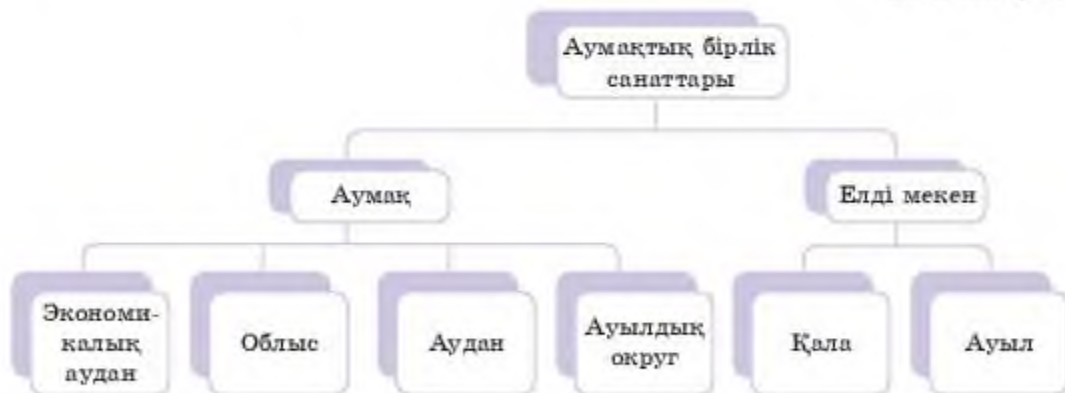 Аумақтық бірлік
санаттары
Аумақ
Елді мекен
Экономи-
калық
аудан
Облыс
Аудан
Ауылдық
округ
Қала
Ауыл